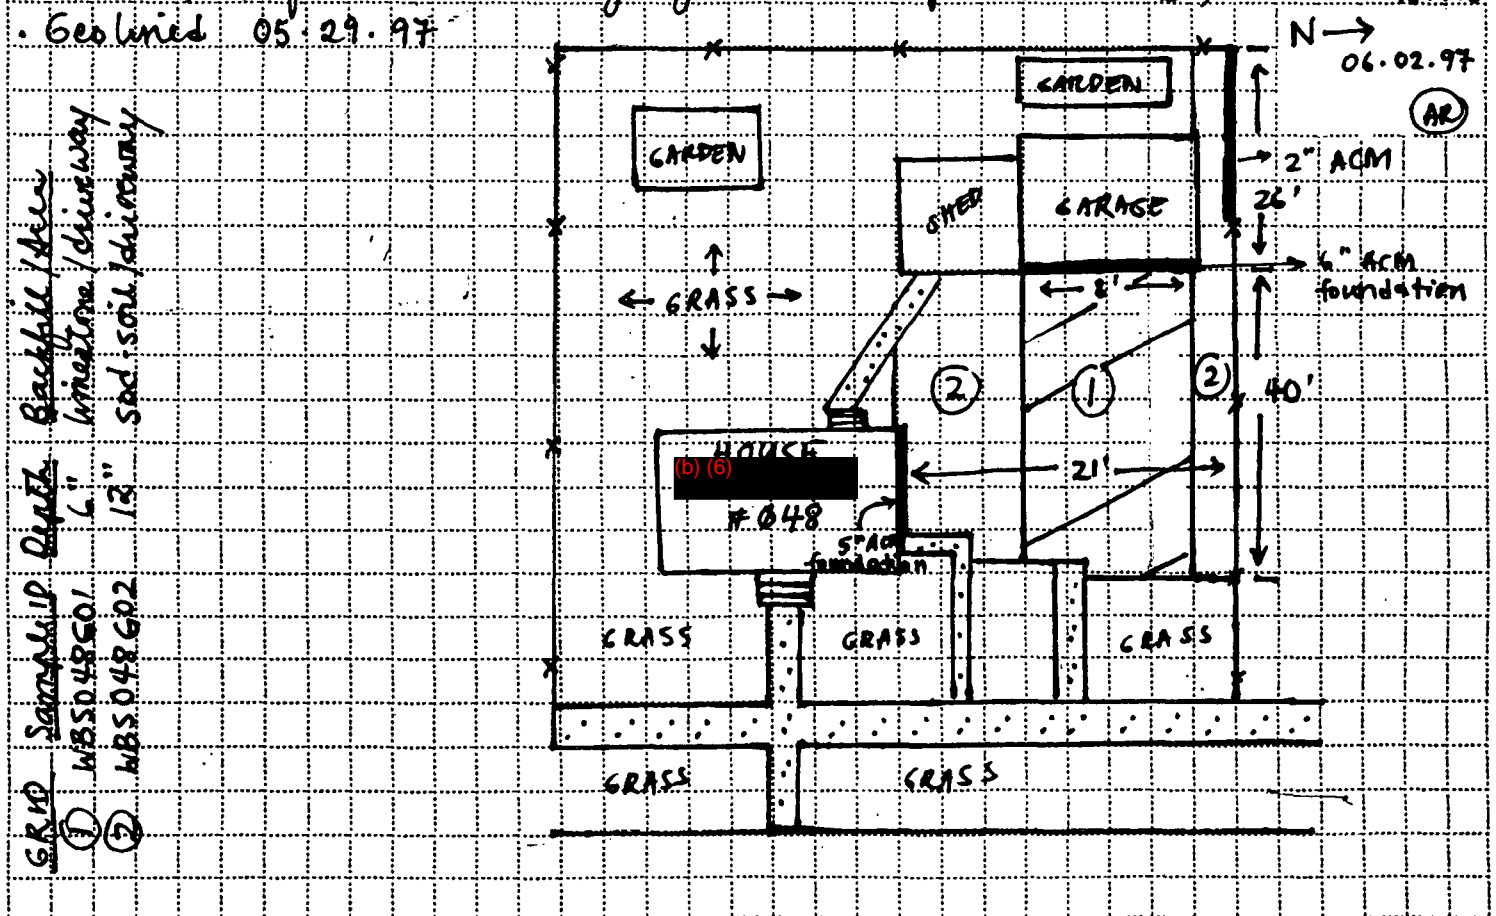 . Geolined 05.29.97
N
06.02.97
AR
GARDEN
GARDEN
2" ACM
SHED
GARAGE
26'
6" ACM
foundation
GRASS
8'
2
1
2
40'
HOUSE
(b) (6)
21'
#048
5" ACM
foundation
GRASS
GRASS
GRASS
GRASS
GRASS
GRID Sample ID Depth Backfill/Area
1 WBS048G01 6" limestone/driveway
2 WBS048G02 12" sod-soil/driveway